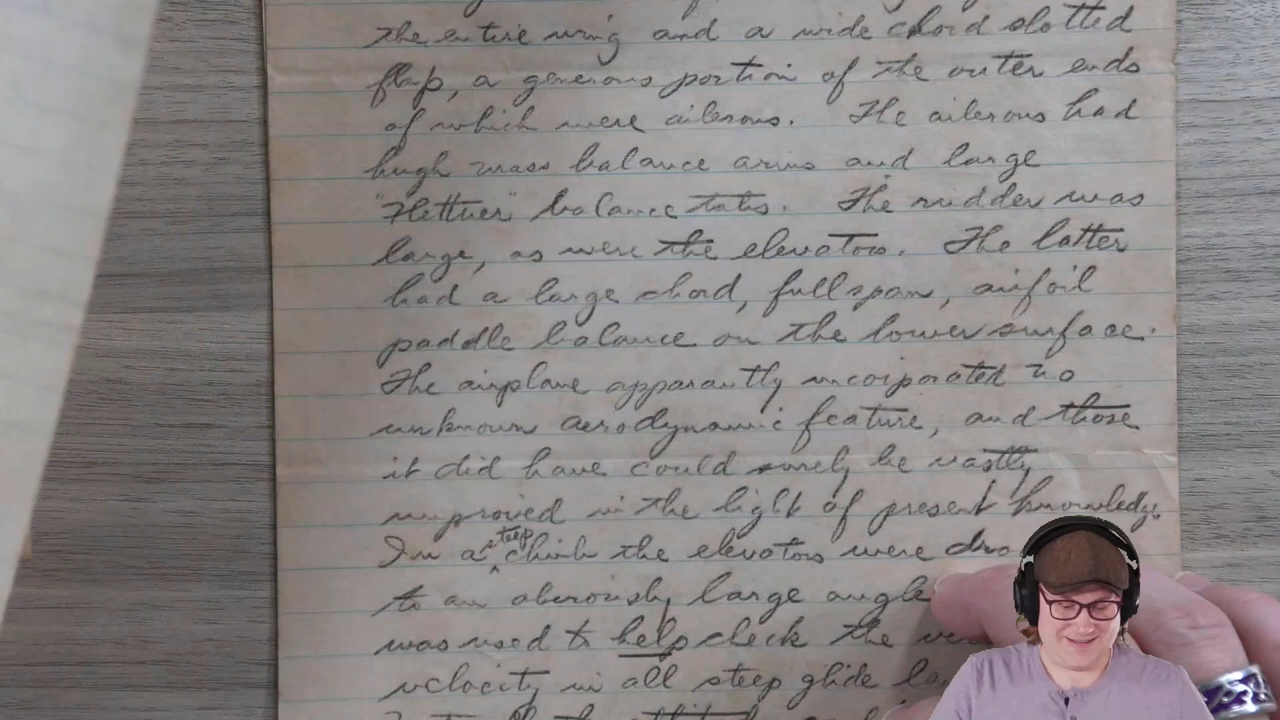 the entire wing and a wide chord slotted
flap, a generous portion of the outer ends
of which were ailerons. The ailerons had
hugh mass balance arms and large
"Flettner" balance tabs. The rudder was
large, as were the elevators. The latter
had a large chord, full span, airfoil
paddle balance on the lower surface.
The airplane apparantly incorporated no
unknown aerodynamic feature, and those
it did have could surely be vastly
improved in the light of present knowledge.
In a steep climb the elevators were
to an large angle
was used to help check the
velocity in all steep glide